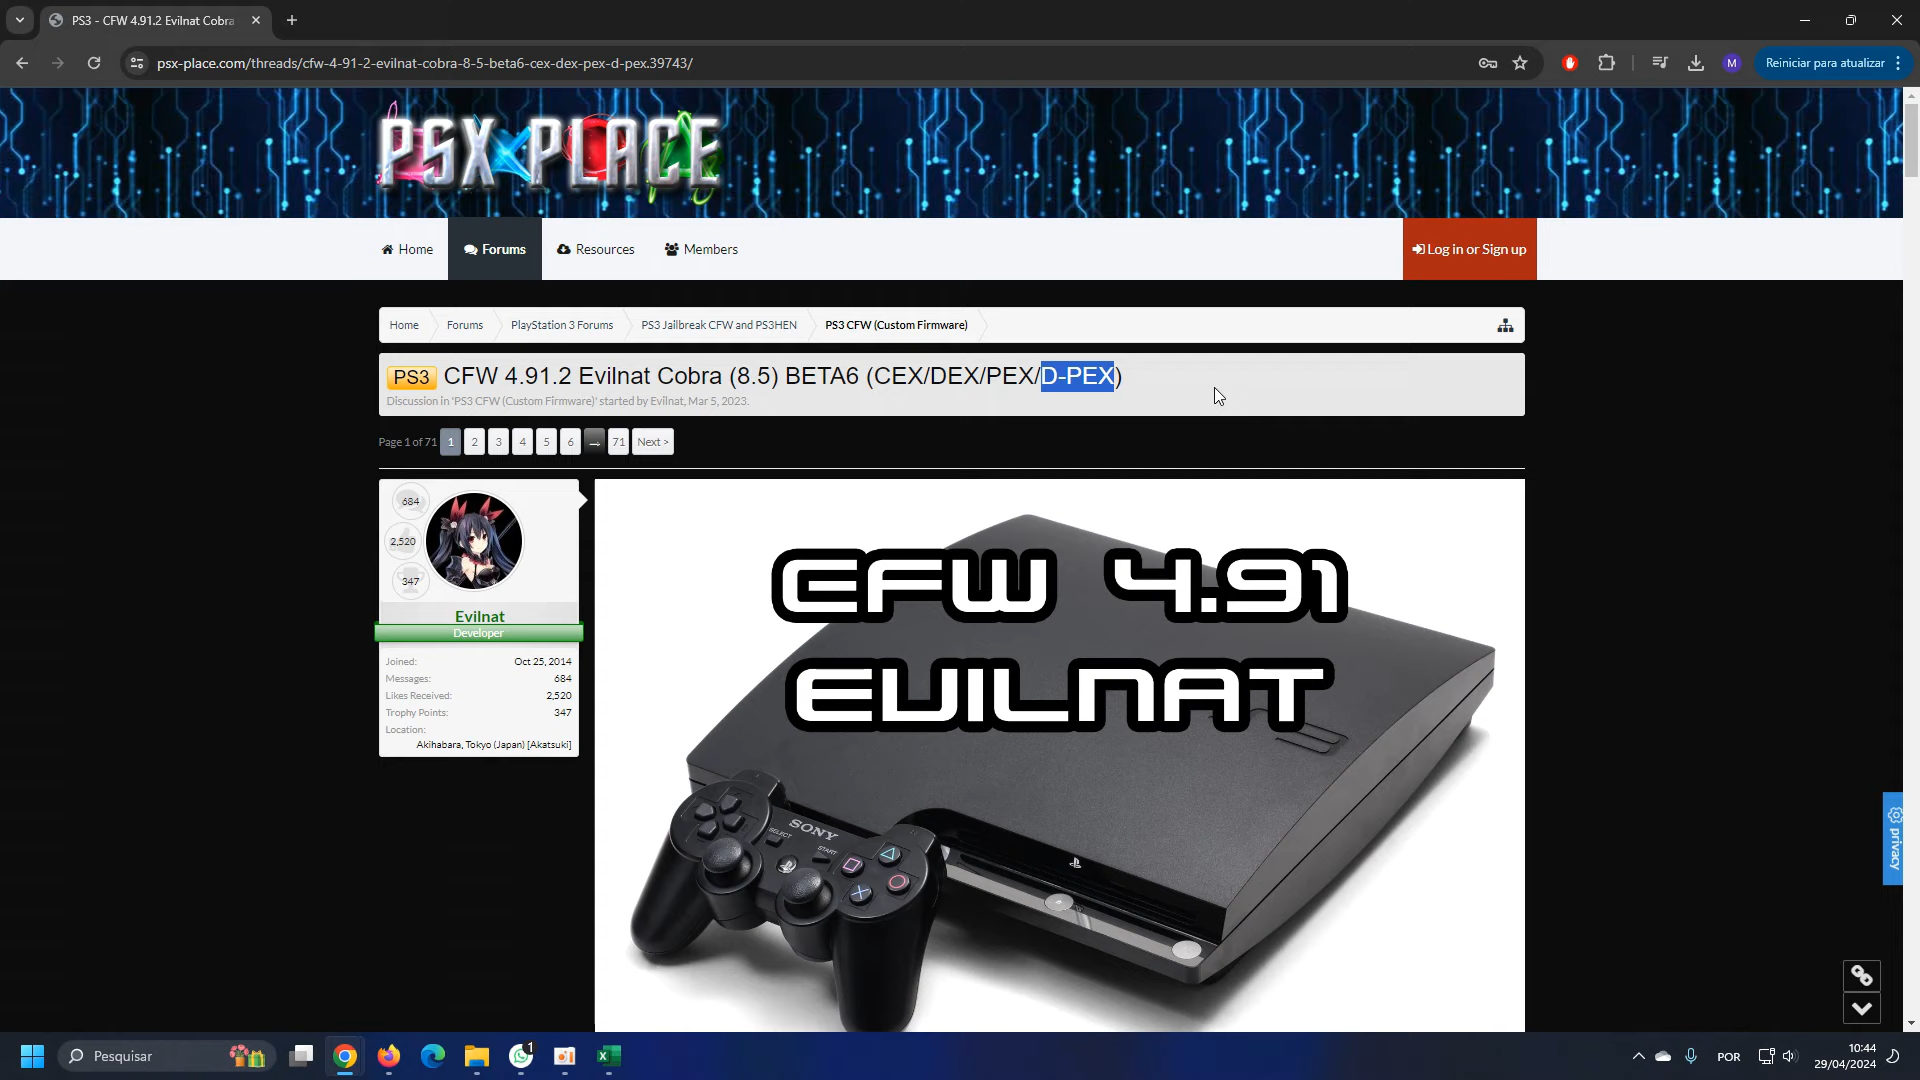 PS3 - CFW 4.91.2 Evilnat Cobra
psx-place.com/threads/cfw-4-91-2-evilnat-cobra-8-5-beta6-cex-dex-pex-d-pex.39743/
M
Reiniciar para atualizar
PSX PLACE
Home
Forums
Resources
Members
Log in or Sign up
Home
Forums
PlayStation 3 Forums
PS3 Jailbreak CFW and PS3HEN
PS3 CFW (Custom Firmware)
PS3 CFW 4.91.2 Evilnat Cobra (8.5) BETA6 (CEX/DEX/PEX/D-PEX)
Discussion in 'PS3 CFW (Custom Firmware)' started by Evilnat, Mar 5, 2023.
Page 1 of 71 1 2 3 4 5 6 → 71 Next >
684
2,520
347
Evilnat
Developer
Joined: Oct 25, 2014
Messages: 684
Likes Received: 2,520
Trophy Points: 347
Location:
Akihabara, Tokyo (Japan) [Akatsuki]
CFW 4.91
EVILNAT
SONY
SELECT
START
privacy
Pesquisar
1
POR
10:44
29/04/2024